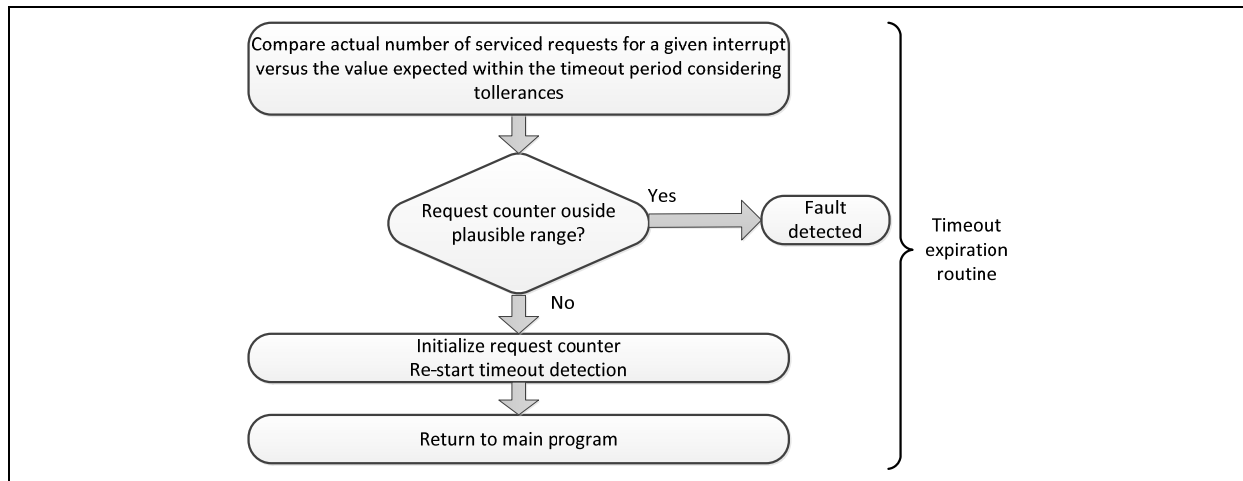 Compare actual number of serviced requests for a given interrupt
versus the value expected within the timeout period considering
tollerances
Request counter ouside
plausible range?
Yes
Fault
detected
Timeout
expiration
routine
No
Initialize request counter
Re-start timeout detection
Return to main program